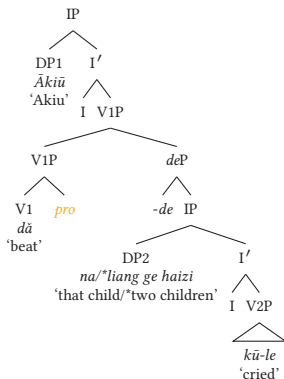 IP
DP1 I′
Ākiū
‘Akiu’
I V1P
V1P deP
V1 pro -de IP
dǎ
‘beat’
DP2 I′
na/*liang ge haizi
‘that child/*two children’
I V2P
kū-le
‘cried’